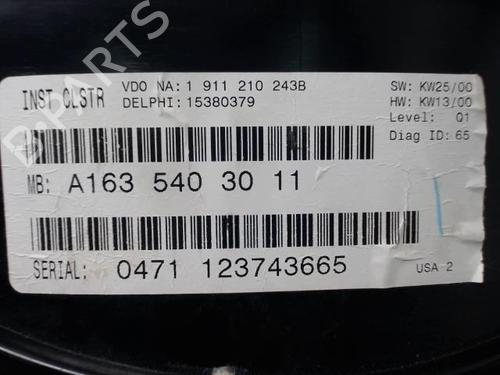 INST CLSTR
VDO NA: 1 911 210 243B
DELPHI: 15380379
SW: KW25/00
HW: KW13/00
Level: 01
Diag ID: 65
MB: A163 540 30 11
SERIAL: 0471 123743665
USA-2
B-PARTS